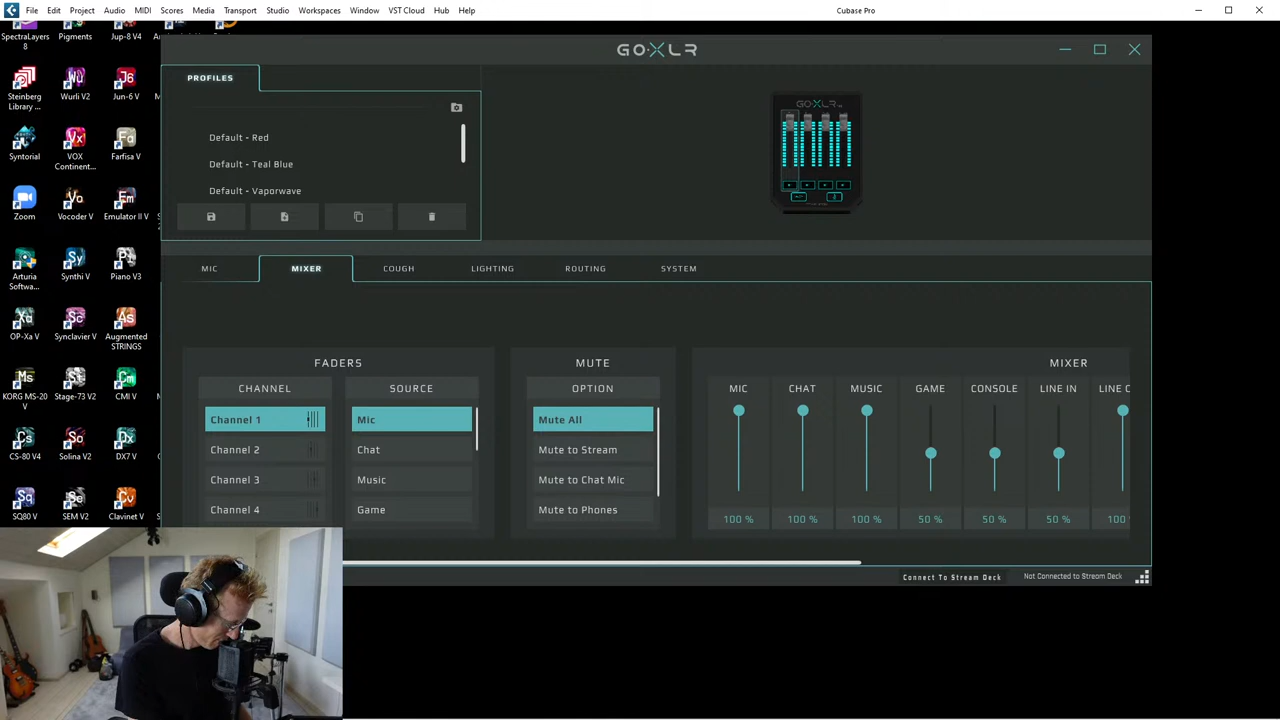 File Edit Project Audio MIDI Scores Media Transport Studio Workspaces Window VST Cloud Hub Help
Cubase Pro
SpectraLayers 8
Pigments
Jup-8 V4
Steinberg Library ...
Wurli V2
Jun-6 V
Syntorial
VOX Continent...
Farfisa V
Zoom
Vocoder V
Emulator II V
Arturia Softwa...
Synthi V
Piano V3
OP-Xa V
Synclavier V
Augmented STRINGS
KORG MS-20 V
Stage-73 V2
CMI V
CS-80 V4
Solina V2
DX7 V
SQ80 V
SEM V2
Clavinet V
GO XLR
PROFILES
Default - Red
Default - Teal Blue
Default - Vaporwave
GO XLR
MIC MIXER COUGH LIGHTING ROUTING SYSTEM
FADERS
CHANNEL
Channel 1
Channel 2
Channel 3
Channel 4
SOURCE
Mic
Chat
Music
Game
MUTE
OPTION
Mute All
Mute to Stream
Mute to Chat Mic
Mute to Phones
MIXER
MIC CHAT MUSIC GAME CONSOLE LINE IN LINE
100 % 100 % 100 % 50 % 50 % 50 % 100
Connect To Stream Deck
Not Connected to Stream Deck